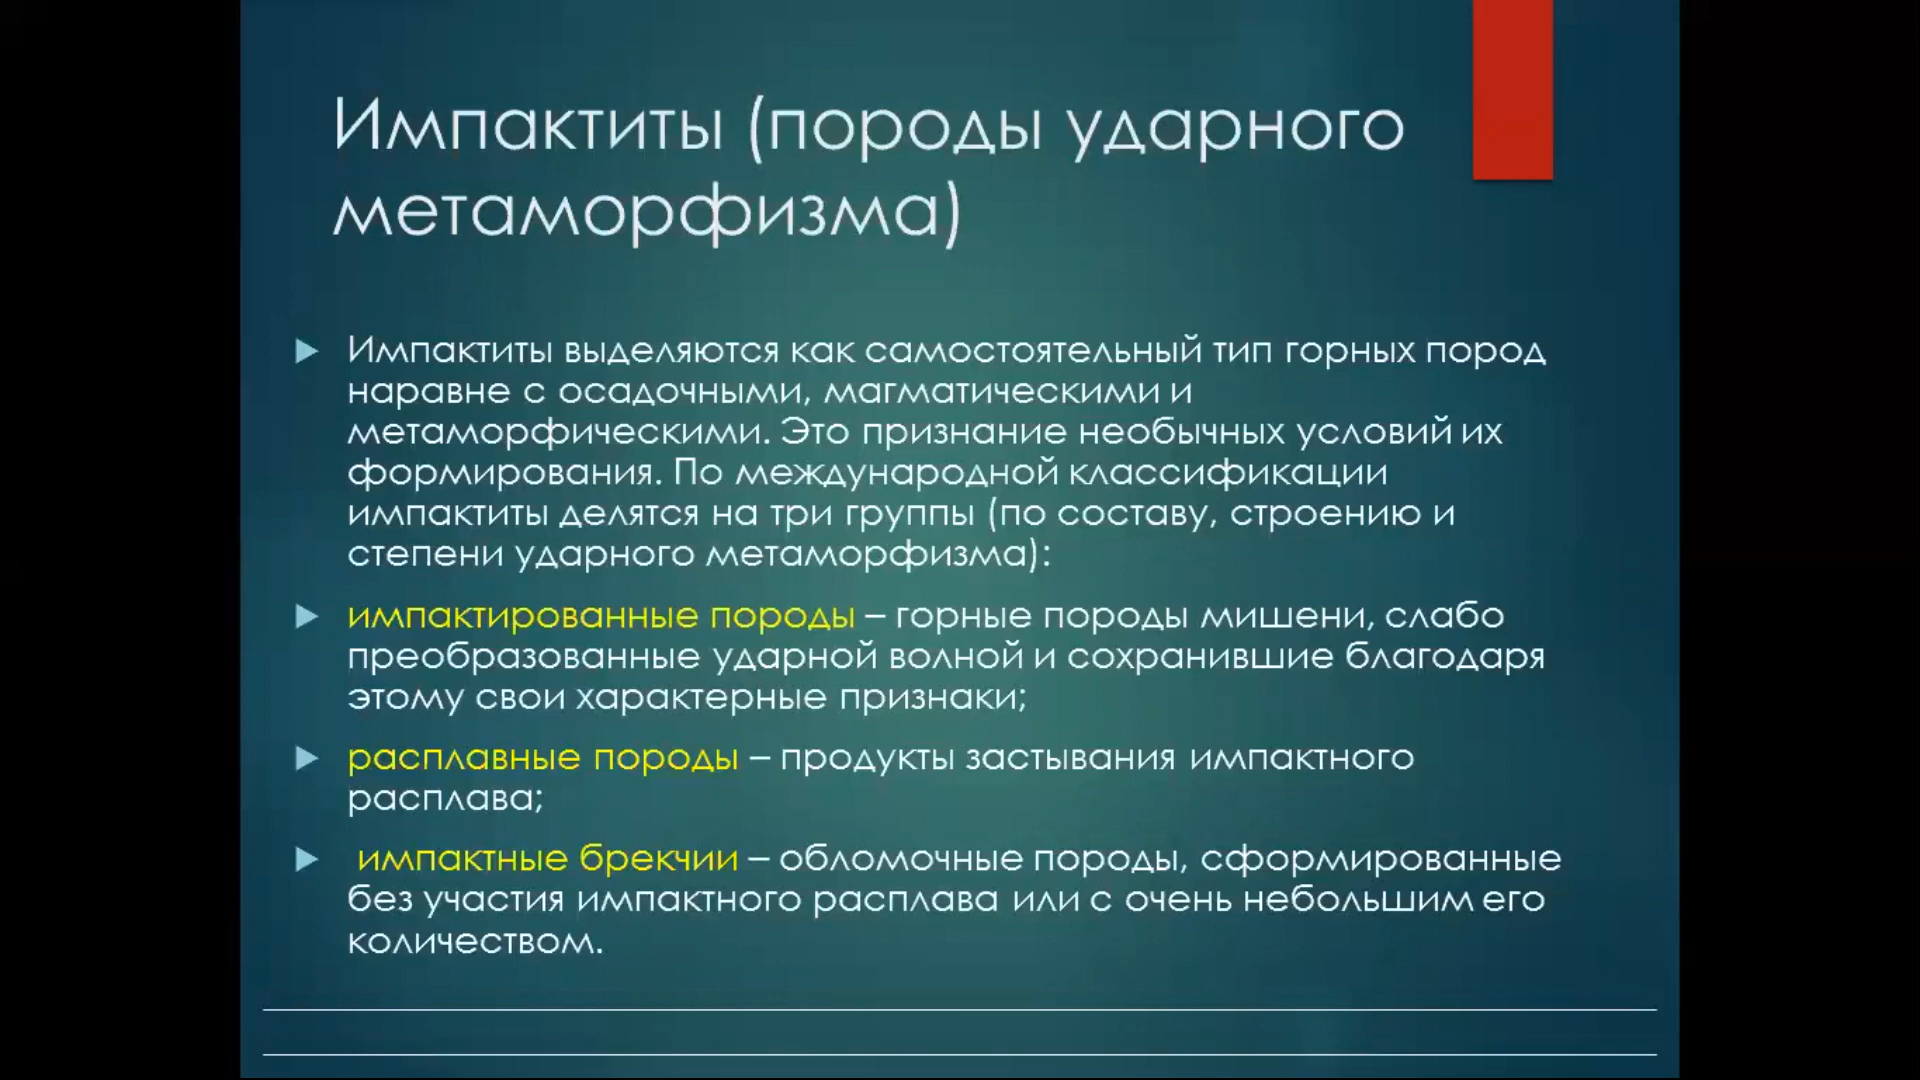 Импактиты (породы ударного
метаморфизма)
Импактиты выделяются как самостоятельный тип горных пород
наравне с осадочными, магматическими и
метаморфическими. Это признание необычных условий их
формирования. По международной классификации
импактиты делятся на три группы (по составу, строению и
степени ударного метаморфизма):
импактированные породы – горные породы мишени, слабо
преобразованные ударной волной и сохранившие благодаря
этому свои характерные признаки;
расплавные породы – продукты застывания импактного
расплава;
импактные брекчии – обломочные породы, сформированные
без участия импактного расплава или с очень небольшим его
количеством.